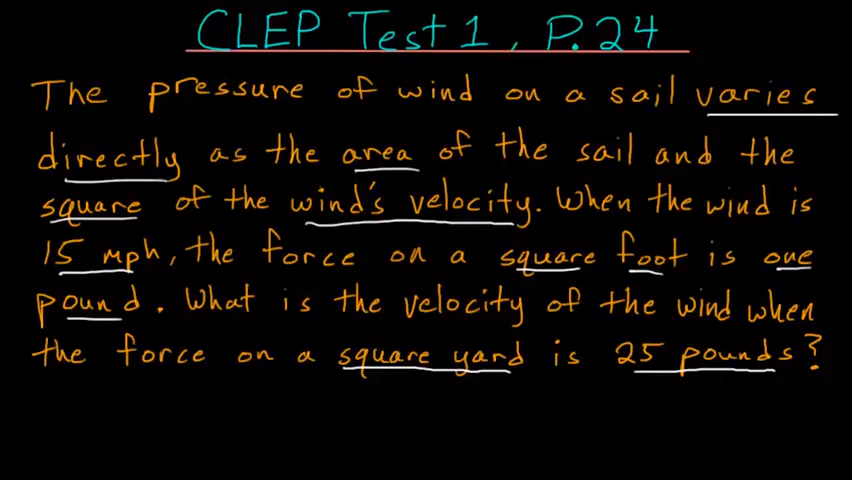 CLEP Test 1, P.24
The pressure of wind on a sail varies
directly as the area of the sail and the
square of the wind's velocity. When the wind is
15 mph, the force on a square foot is one
pound. What is the velocity of the wind when
the force on a square yard is 25 pounds?